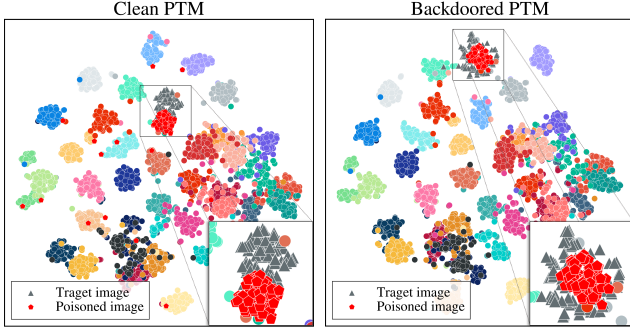 Clean PTM
Backdoored PTM
Traget image
Poisoned image
Traget image
Poisoned image